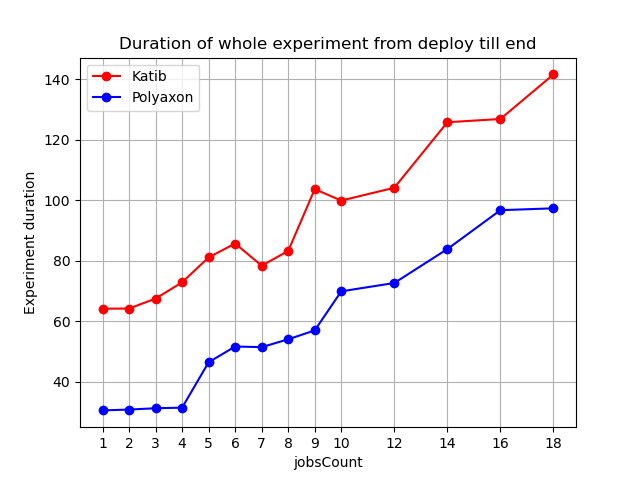 Duration of whole experiment from deploy till end
Katib
Polyaxon
Experiment duration
140
120
100
80
60
40
1 2 3 4 5 6 7 8 9 10 12 14 16 18
jobsCount